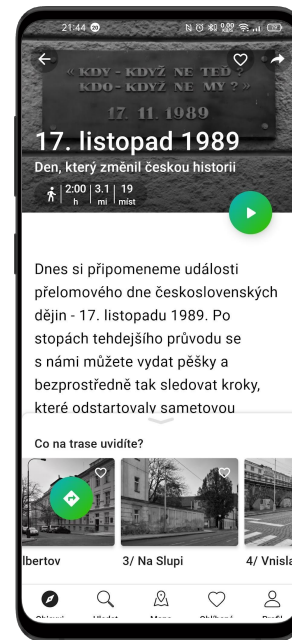 21:44 20
« KDY - KDYŽ NE TEĎ ?
KDO - KDYŽ NE MY ? »
17. 11. 1989
17. listopad 1989
Den, který změnil českou historii
2:00 3.1 19
h mi míst
Dnes si připomeneme události
přelomového dne československých
dějin - 17. listopadu 1989. Po
stopách tehdejšího průvodu se
s námi můžete vydat pěšky a
bezprostředně tak sledovat kroky,
které odstartovaly sametovou
Co na trase uvidíte?
lbertov 3/ Na Slupi 4/ Vnisla